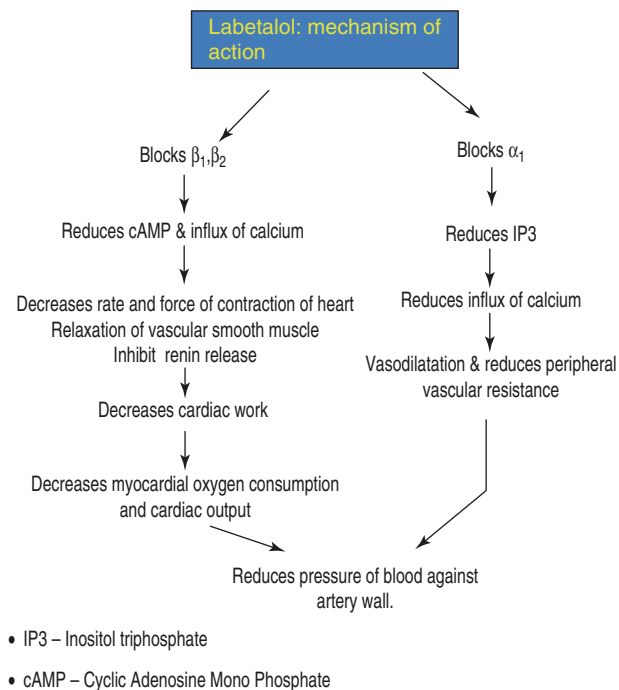 Labetalol: mechanism of
action
Blocks β1,β2
Reduces cAMP & influx of calcium
Decreases rate and force of contraction of heart
Relaxation of vascular smooth muscle
Inhibit renin release
Decreases cardiac work
Decreases myocardial oxygen consumption
and cardiac output
Blocks α1
Reduces IP3
Reduces influx of calcium
Vasodilatation & reduces peripheral
vascular resistance
Reduces pressure of blood against
artery wall.
• IP3 – Inositol triphosphate
• cAMP – Cyclic Adenosine Mono Phosphate